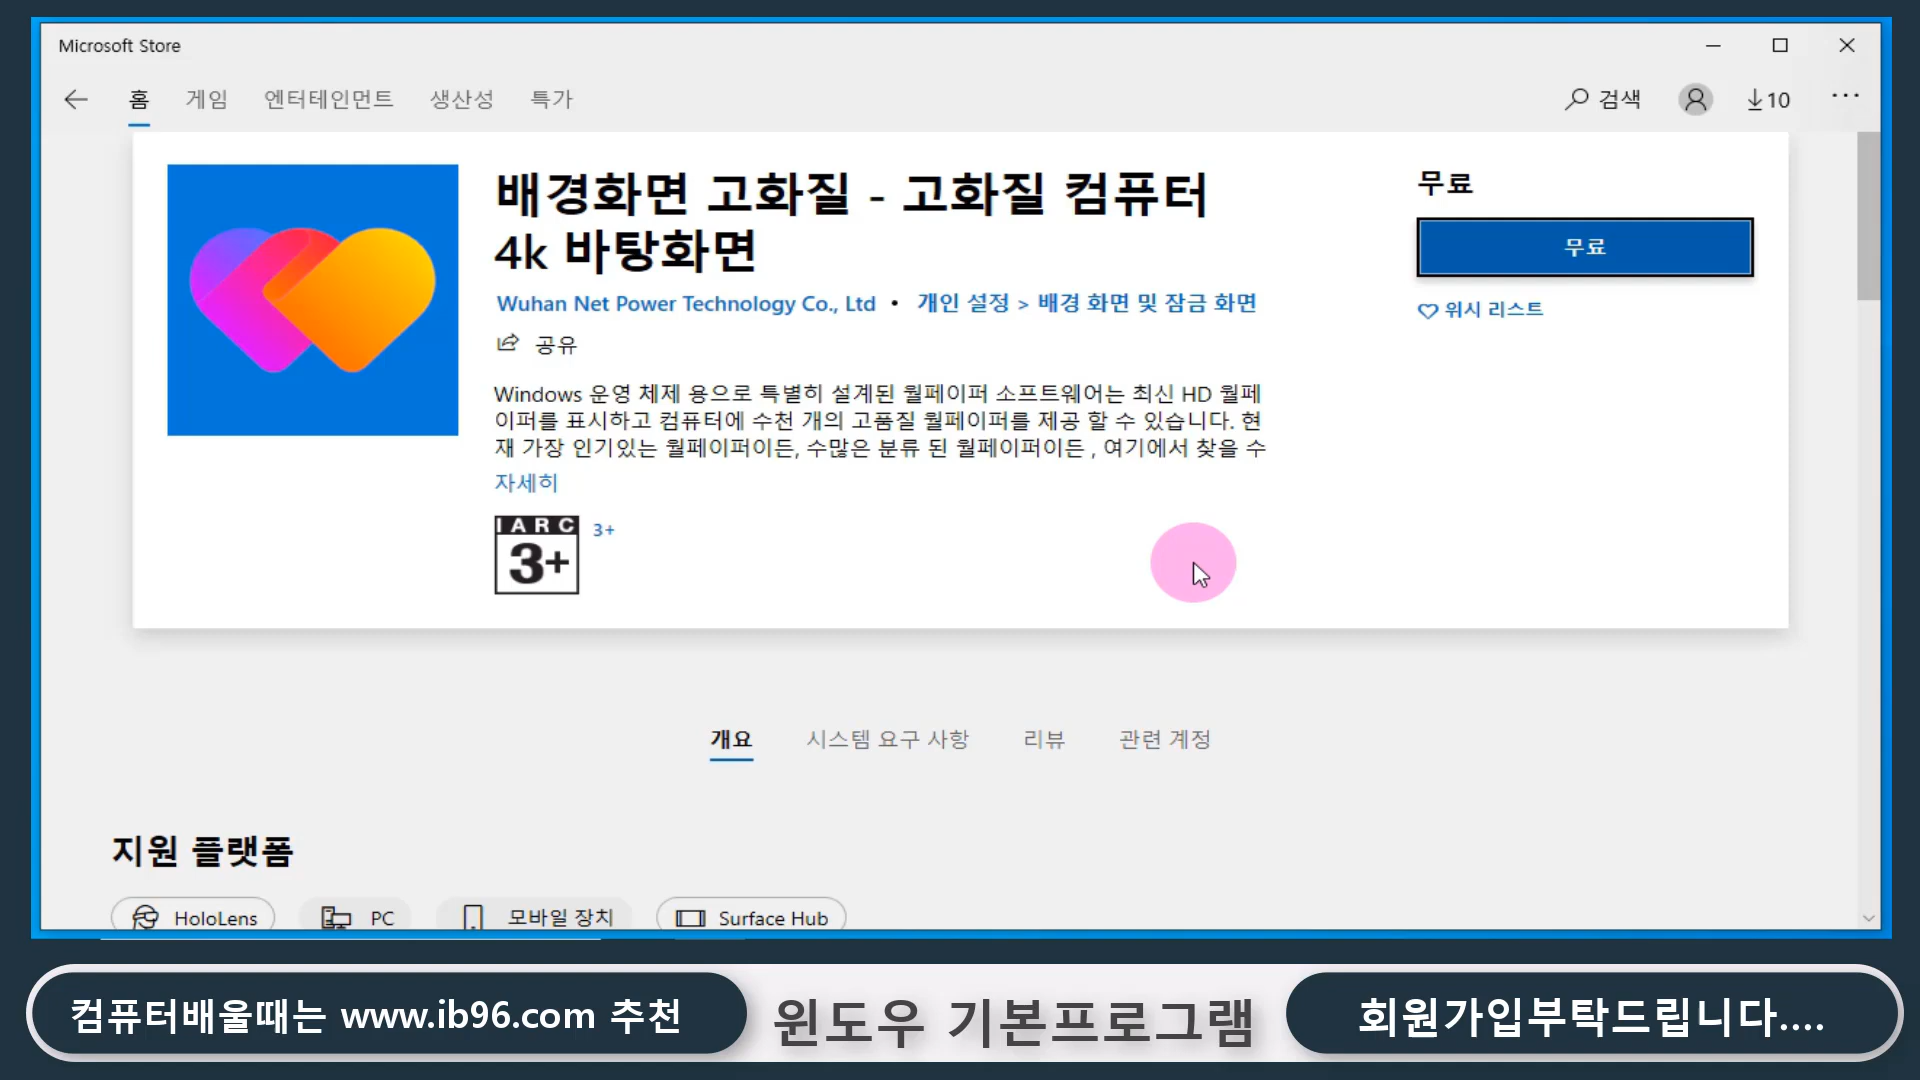 Microsoft Store
홈 게임 엔터테인먼트 생산성 특가 검색 10
배경화면 고화질 - 고화질 컴퓨터
4k 바탕화면
Wuhan Net Power Technology Co., Ltd • 개인 설정 > 배경 화면 및 잠금 화면
공유
Windows 운영 체제 용으로 특별히 설계된 월페이퍼 소프트웨어는 최신 HD 월페
이퍼를 표시하고 컴퓨터에 수천 개의 고품질 월페이퍼를 제공 할 수 있습니다. 현
재 가장 인기있는 월페이퍼이든, 수많은 분류 된 월페이퍼이든 , 여기에서 찾을 수
자세히
IARC
3+
3+
무료
무료
위시 리스트
개요 시스템 요구 사항 리뷰 관련 계정
지원 플랫폼
HoloLens PC 모바일 장치 Surface Hub
컴퓨터배울때는 www.ib96.com 추천
윈도우 기본프로그램
회원가입부탁드립니다....